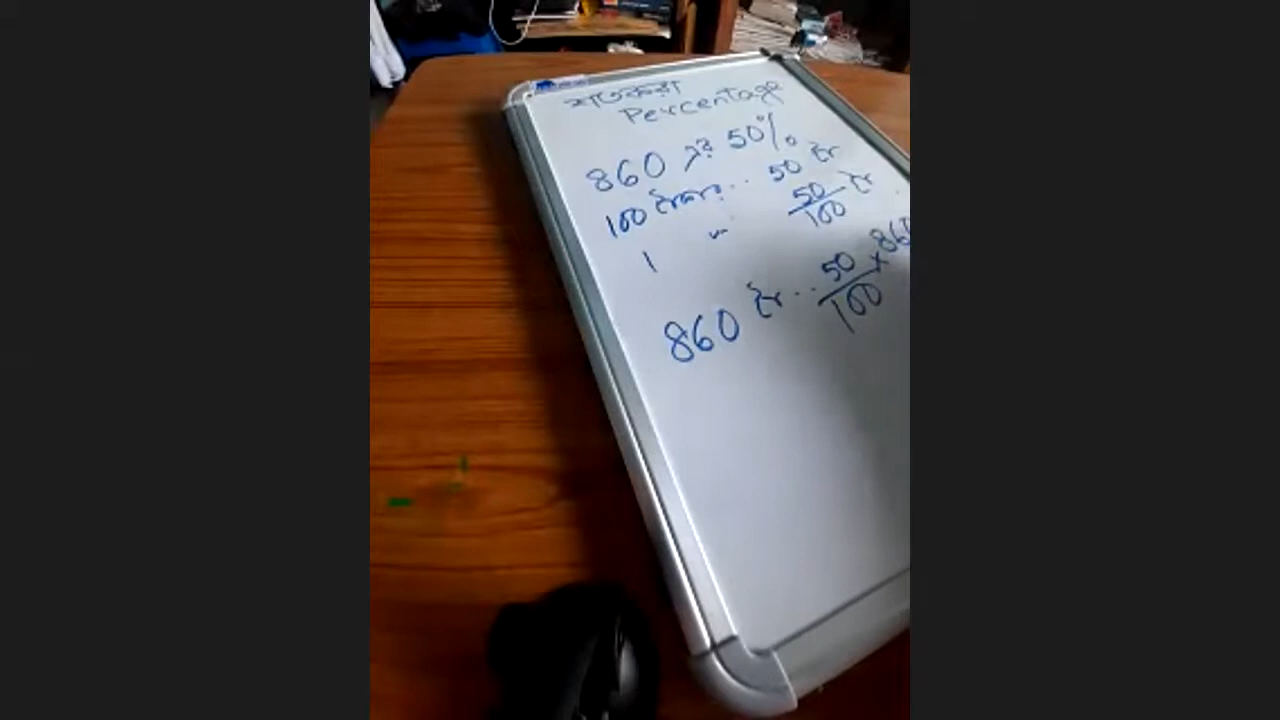 শতকরা
Percentage
860 এর 50%
100 টাকায় .. 50 টা
1 " 50/100 টা
860 টা .. 50/100 × 860